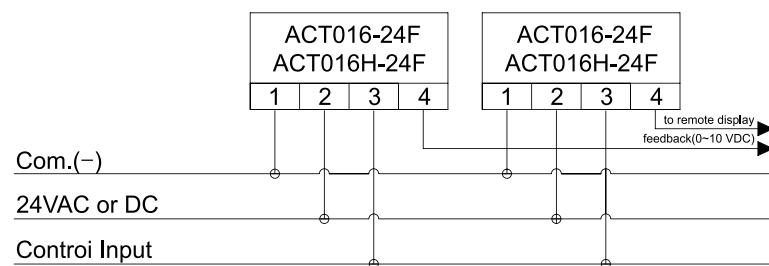 ACT016-24F ACT016-24F
ACT016H-24F ACT016H-24F
1 2 3 4 1 2 3 4
to remote display
feedback(0~10 VDC)
Com.(−)
24VAC or DC
Controi Input